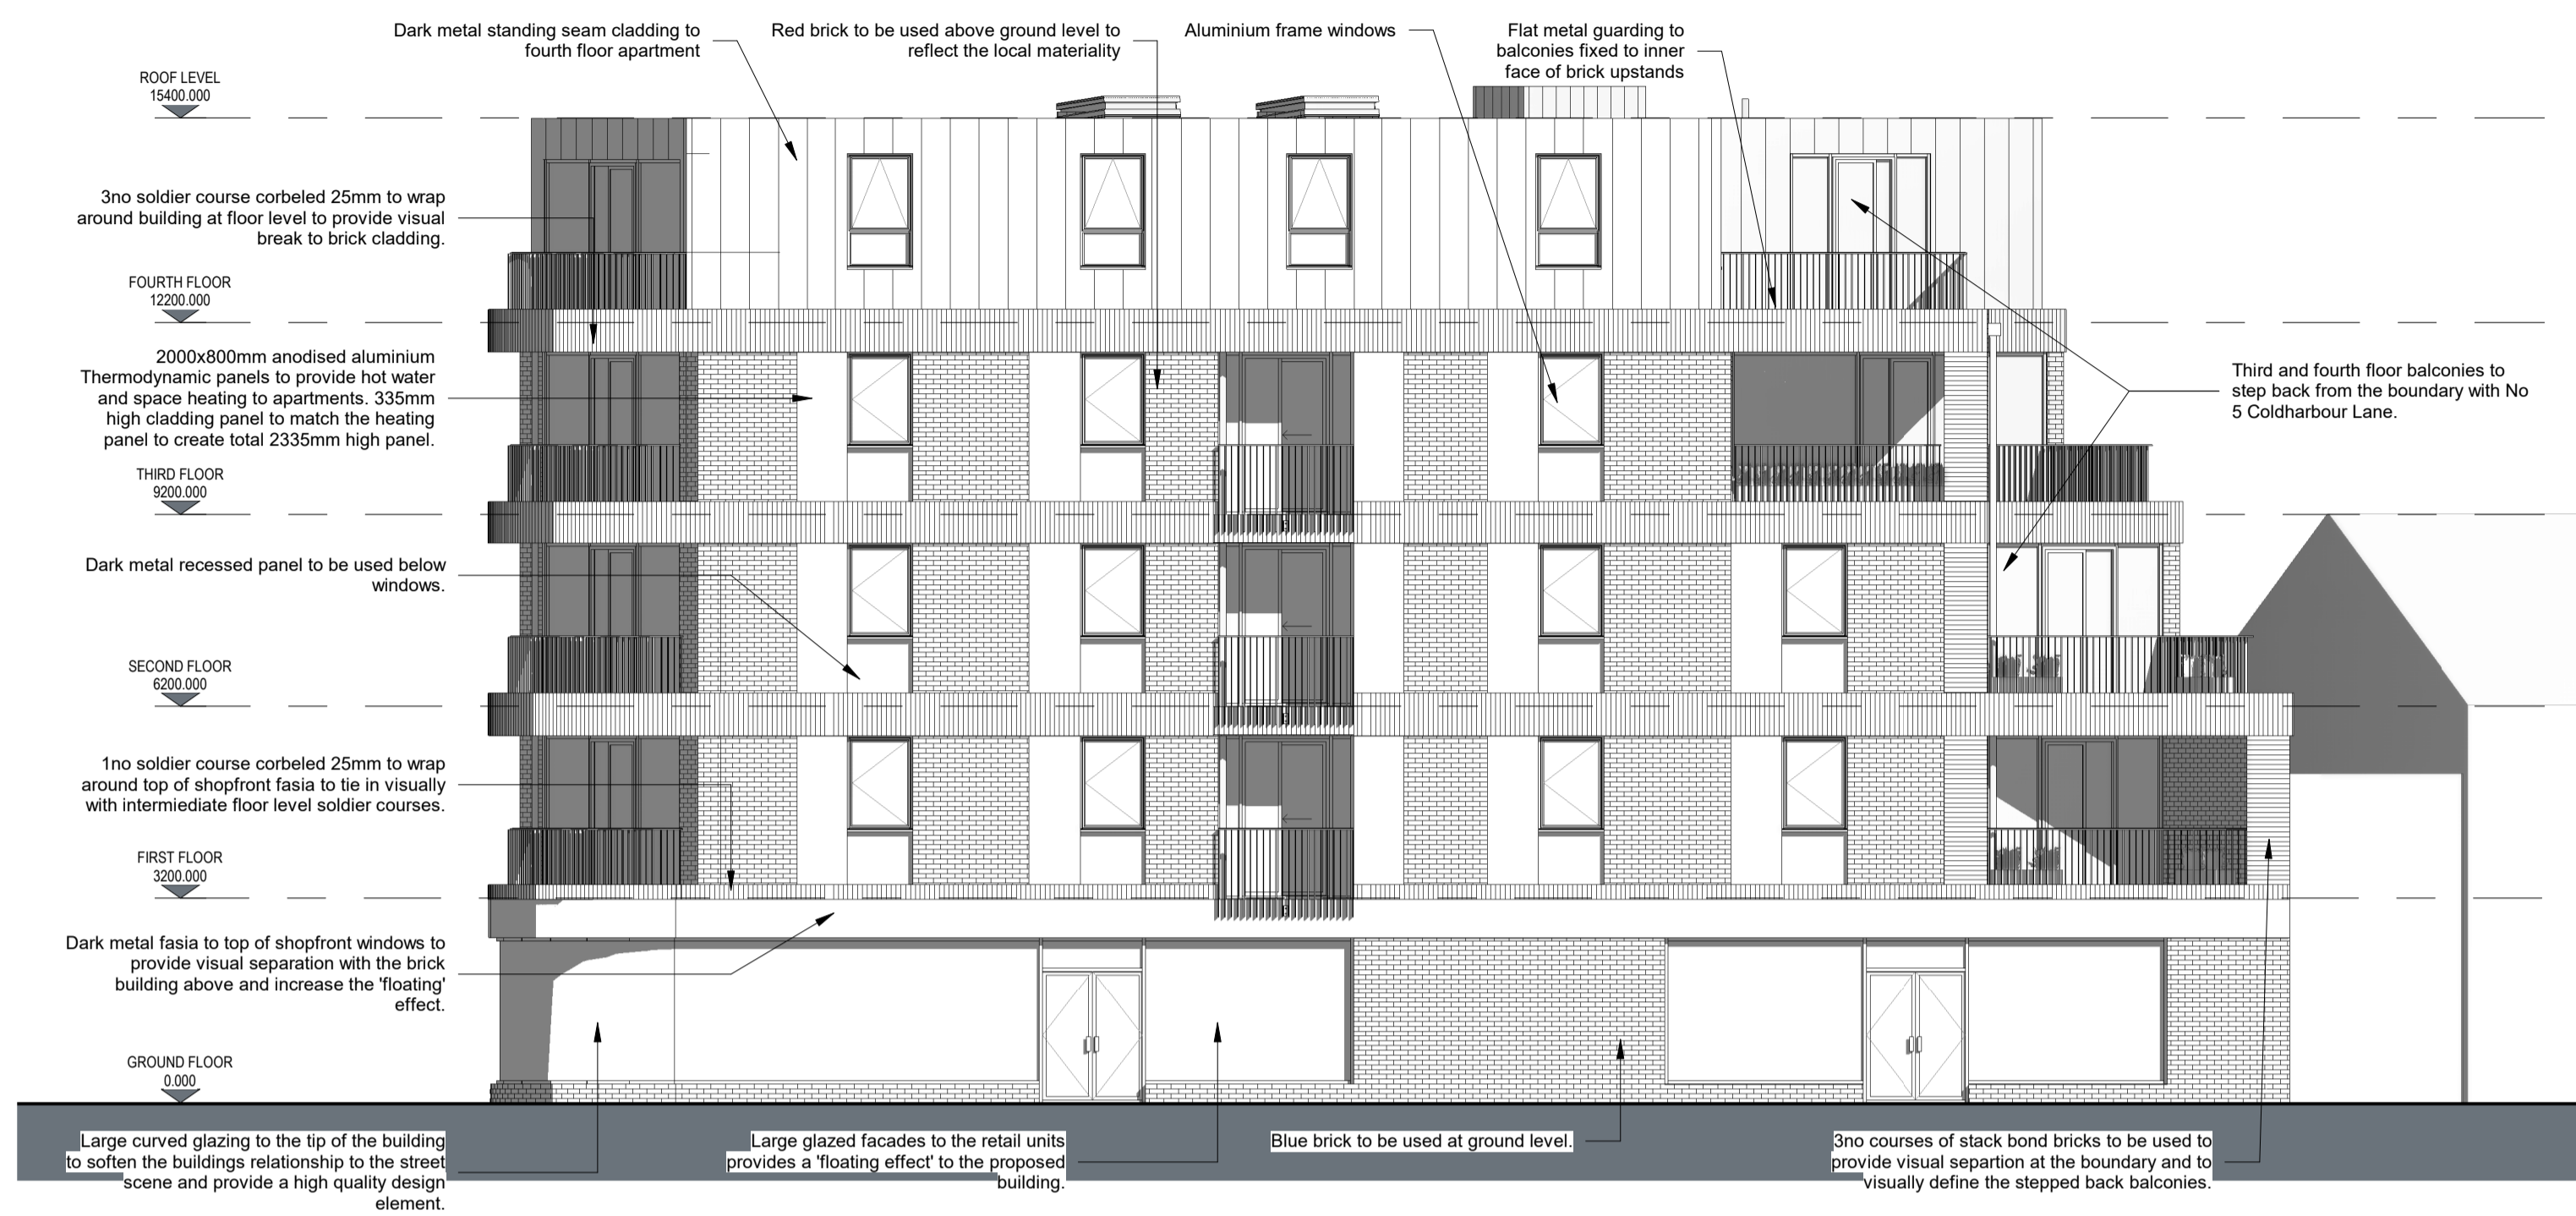 Dark metal standing seam cladding to
fourth floor apartment
Red brick to be used above ground level to
reflect the local materiality
Aluminium frame windows
Flat metal guarding to
balconies fixed to inner
face of brick upstands
ROOF LEVEL
15400.000
3no soldier course corbeled 25mm to wrap
around building at floor level to provide visual
break to brick cladding.
FOURTH FLOOR
12200.000
2000x800mm anodised aluminium
Thermodynamic panels to provide hot water
and space heating to apartments. 335mm
high cladding panel to match the heating
panel to create total 2335mm high panel.
Third and fourth floor balconies to
step back from the boundary with No
5 Coldharbour Lane.
THIRD FLOOR
9200.000
Dark metal recessed panel to be used below
windows.
SECOND FLOOR
6200.000
1no soldier course corbeled 25mm to wrap
around top of shopfront fasia to tie in visually
with intermiediate floor level soldier courses.
FIRST FLOOR
3200.000
Dark metal fasia to top of shopfront windows to
provide visual separation with the brick
building above and increase the 'floating'
effect.
GROUND FLOOR
0.000
Large curved glazing to the tip of the building
to soften the buildings relationship to the street
scene and provide a high quality design
element.
Large glazed facades to the retail units
provides a 'floating effect' to the proposed
building.
Blue brick to be used at ground level.
3no courses of stack bond bricks to be used to
provide visual separtion at the boundary and to
visually define the stepped back balconies.